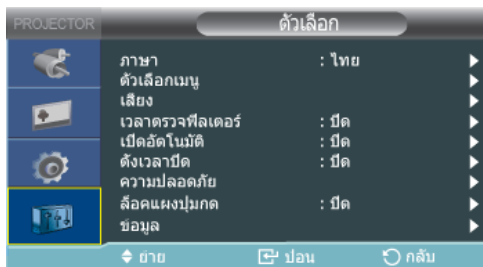 PROJECTOR ตัวเลือก
ภาษา : ไทย
ตัวเลือกเมนู
เสียง
เวลาตรวจฟีลเตอร์ : ปีด
เปีดอัตโนมัติ : ปีด
ตังเวลาปีด : ปีด
ความปลอดภัย
ล๊อคแผงปุมกด : ปีด
ข่อมูล
ย่าย ปอน กลับ